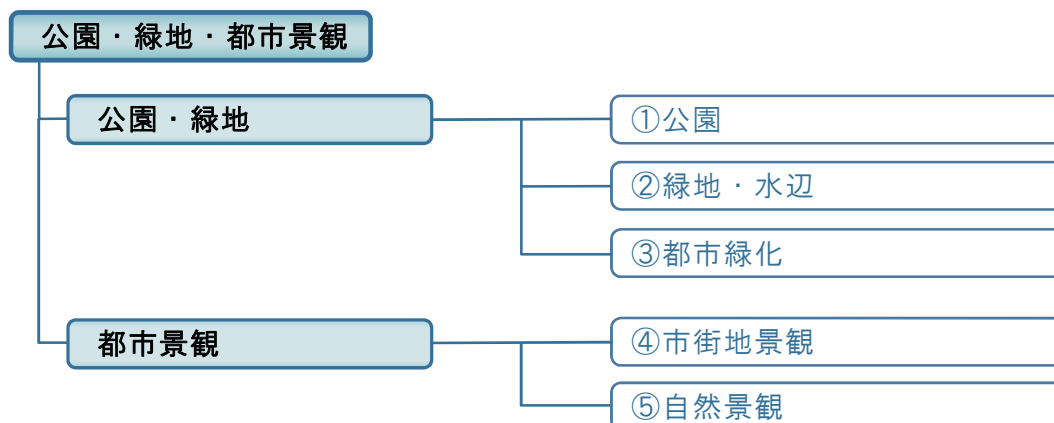 公園・緑地・都市景観
公園・緑地
①公園
②緑地・水辺
③都市緑化
都市景観
④市街地景観
⑤自然景観